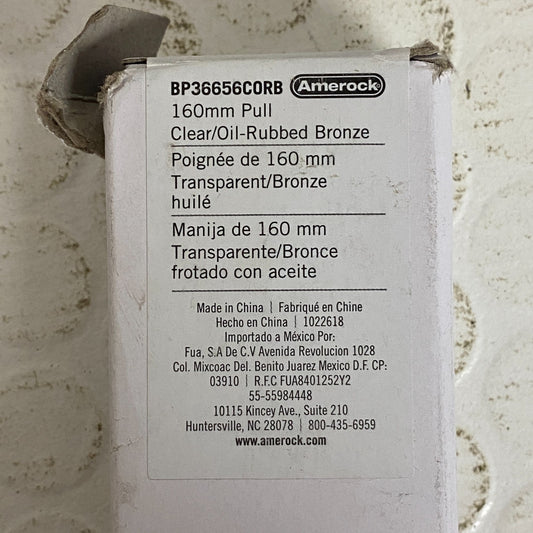 BP36656CORB Amerock
160mm Pull
Clear/Oil-Rubbed Bronze
Poignée de 160 mm
Transparent/Bronze
huilé
Manija de 160 mm
Transparente/Bronce
frotado con aceite
Made in China | Fabriqué en Chine
Hecho en China | 1022618
Importado a México Por:
Fua, S.A De C.V Avenida Revolucion 1028
Col. Mixcoac Del. Benito Juarez Mexico D.F. CP:
03910 | R.F.C FUA8401252Y2
55-55984448
10115 Kincey Ave., Suite 210
Huntersville, NC 28078 | 800-435-6959
www.amerock.com